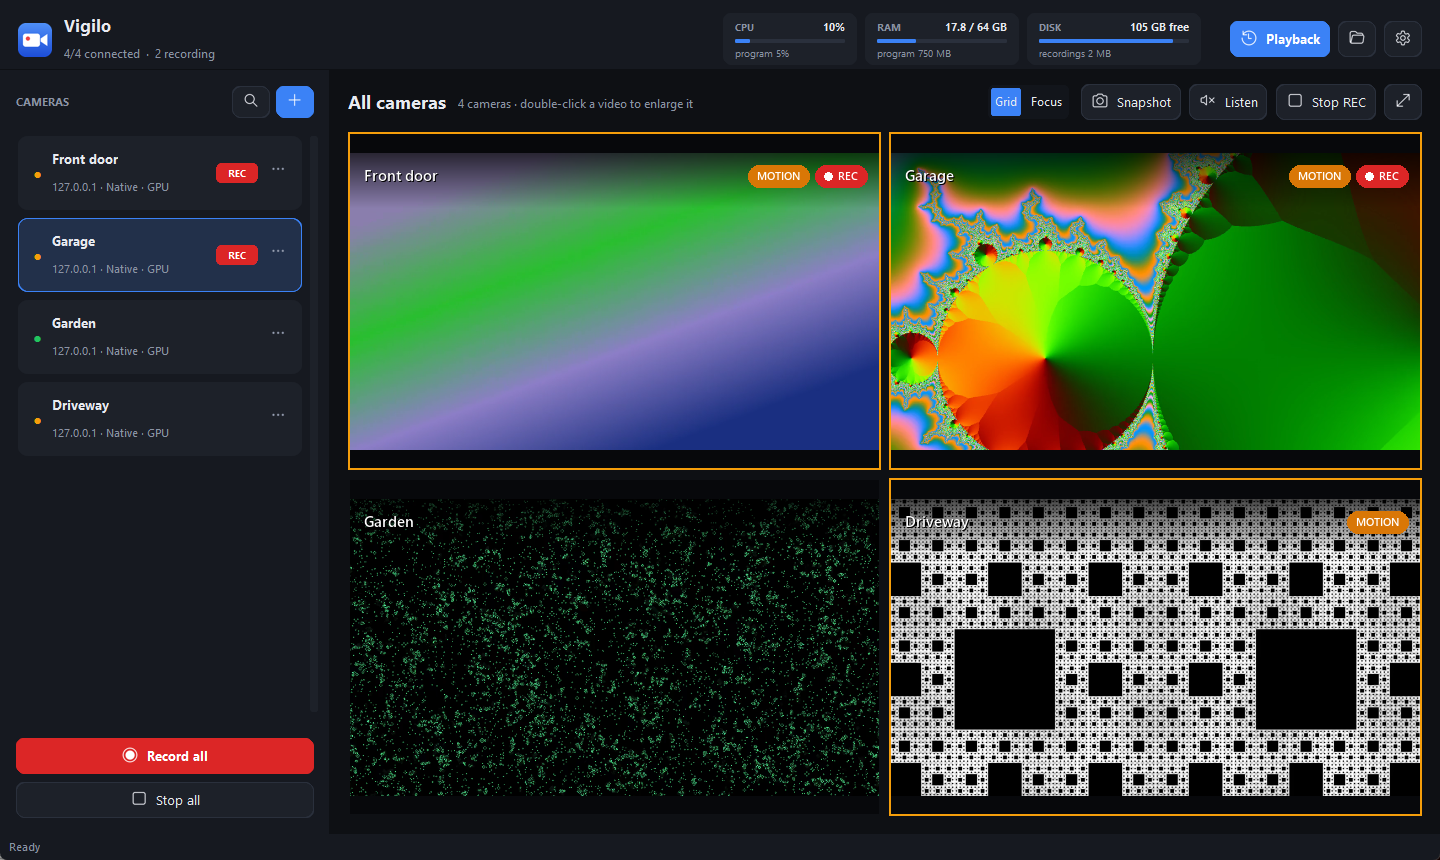 Vigilo
4/4 connected · 2 recording
CPU 10%
program 5%
RAM 17.8 / 64 GB
program 750 MB
DISK 105 GB free
recordings 2 MB
Playback
CAMERAS
All cameras 4 cameras · double-click a video to enlarge it
Grid Focus Snapshot Listen Stop REC
Front door
127.0.0.1 · Native · GPU
REC
Garage
127.0.0.1 · Native · GPU
REC
Garden
127.0.0.1 · Native · GPU
Driveway
127.0.0.1 · Native · GPU
Front door MOTION REC
Garage MOTION REC
Garden
Driveway MOTION
Record all
Stop all
Ready